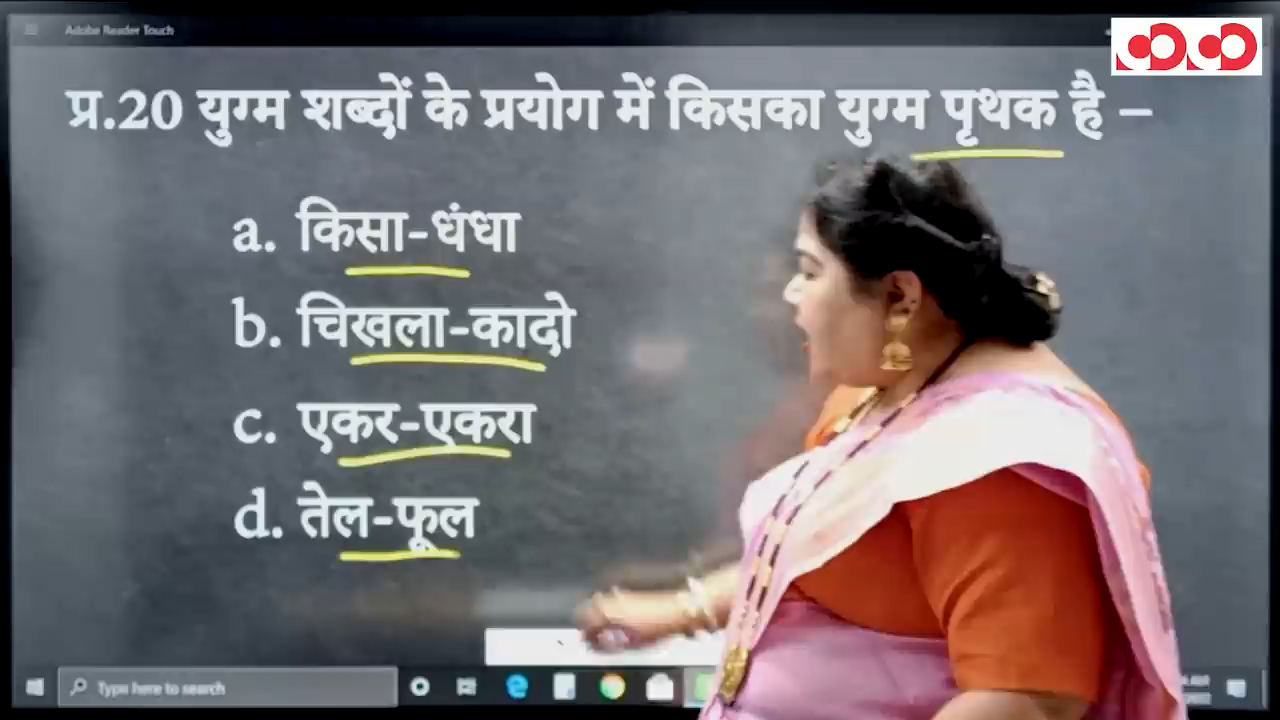 Adobe Reader Touch
प्र.20 युग्म शब्दों के प्रयोग में किसका युग्म पृथक है –
a. किसा-धंधा
b. चिखला-कादो
c. एकर-एकरा
d. तेल-फूल
Type here to search